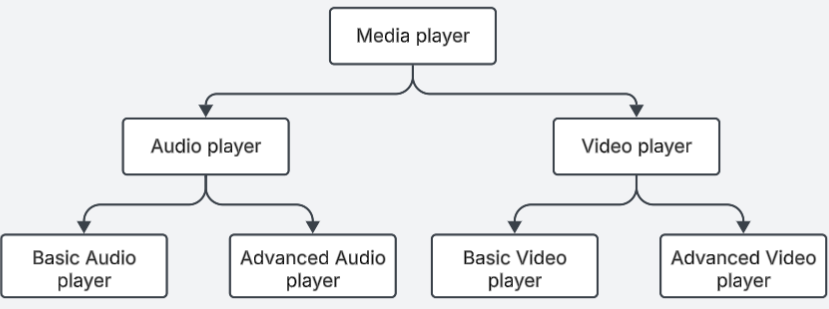 Media player
Audio player
Video player
Basic Audio
player
Advanced Audio
player
Basic Video
player
Advanced Video
player